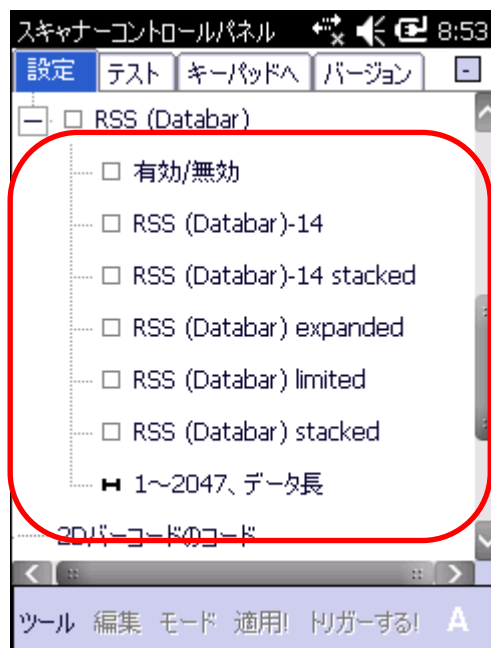 スキャナーコントロールパネル 8:53
設定 テスト キーパッドへ バージョン
RSS (Databar)
有効/無効
RSS (Databar)-14
RSS (Databar)-14 stacked
RSS (Databar) expanded
RSS (Databar) limited
RSS (Databar) stacked
1～2047、データ長
2Dバーコードのコード
ツール 編集 モード 適用! トリガーする! A